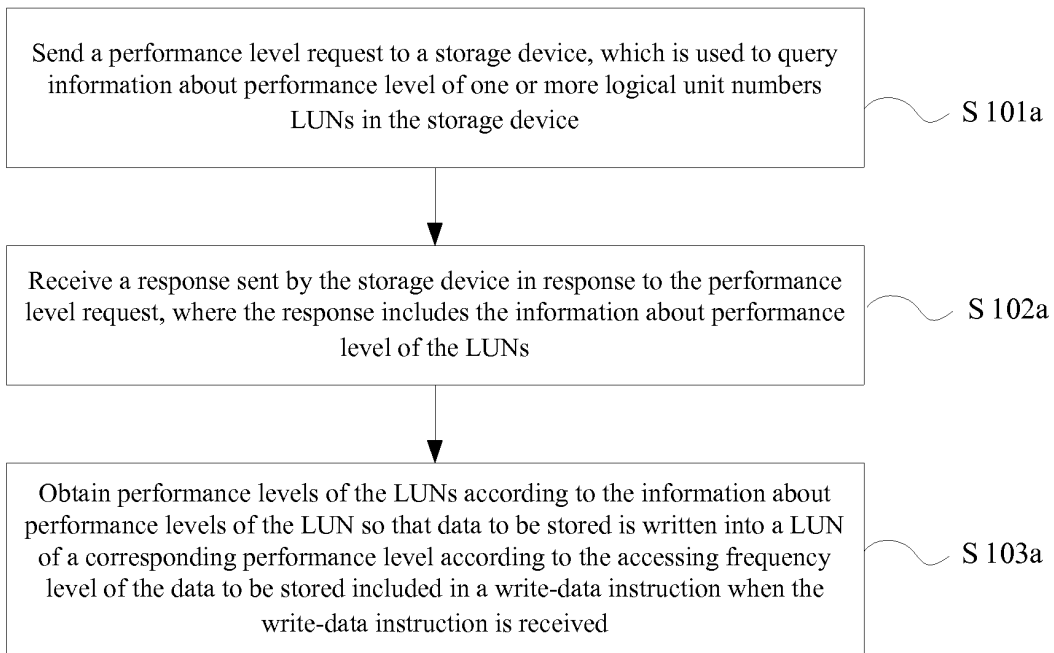 Send a performance level request to a storage device, which is used to query
information about performance level of one or more logical unit numbers
LUNs in the storage device
S 101a
Receive a response sent by the storage device in response to the performance
level request, where the response includes the information about performance
level of the LUNs
S 102a
Obtain performance levels of the LUNs according to the information about
performance levels of the LUN so that data to be stored is written into a LUN
of a corresponding performance level according to the accessing frequency
level of the data to be stored included in a write-data instruction when the
write-data instruction is received
S 103a